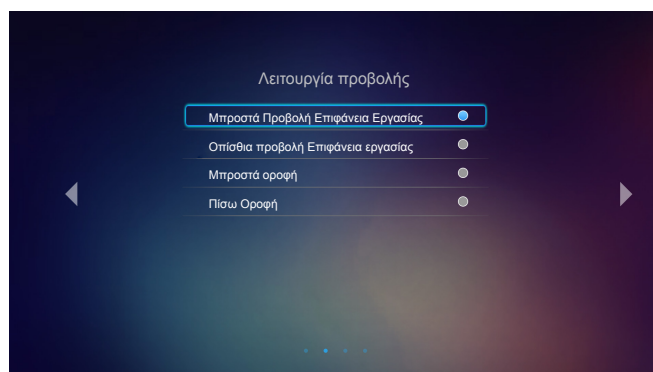 Λειτουργία προβολής
Μπροστά Προβολή Επιφάνεια Εργασίας
Οπίσθια προβολή Επιφάνεια εργασίας
Μπροστά οροφή
Πίσω Οροφή